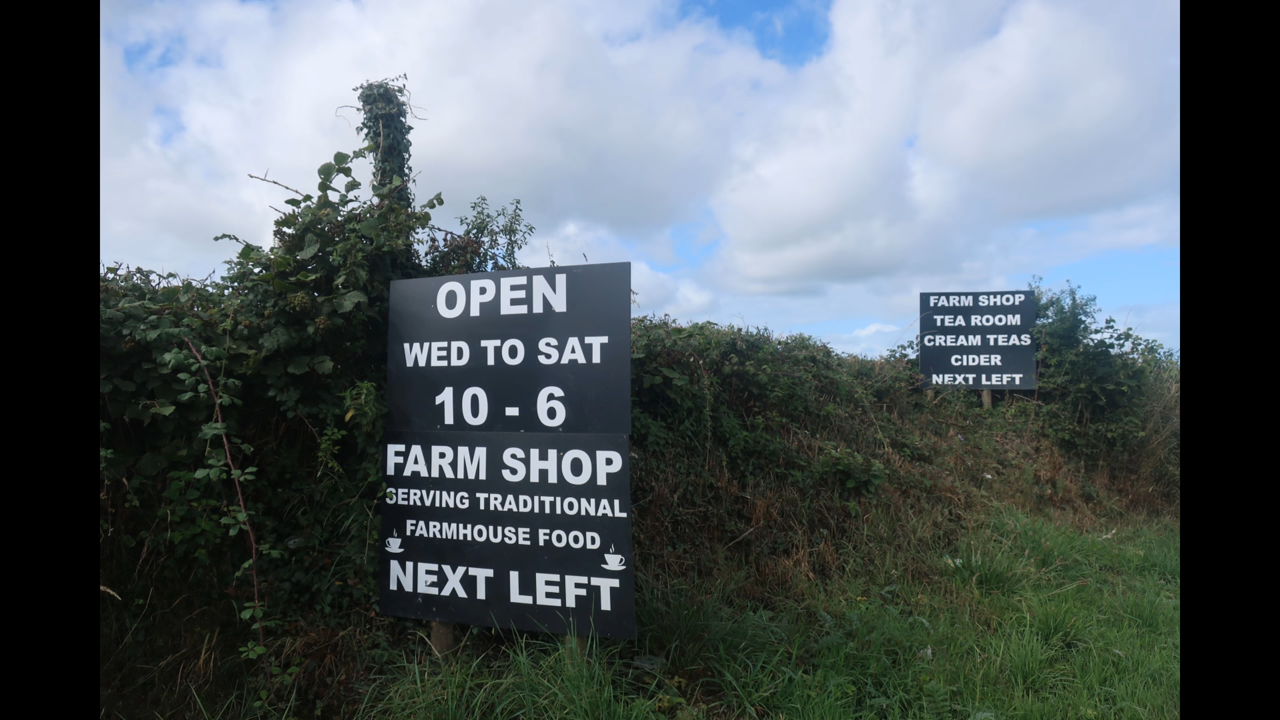 OPEN
WED TO SAT
10 - 6
FARM SHOP
SERVING TRADITIONAL
FARMHOUSE FOOD
NEXT LEFT
FARM SHOP
TEA ROOM
CREAM TEAS
CIDER
NEXT LEFT